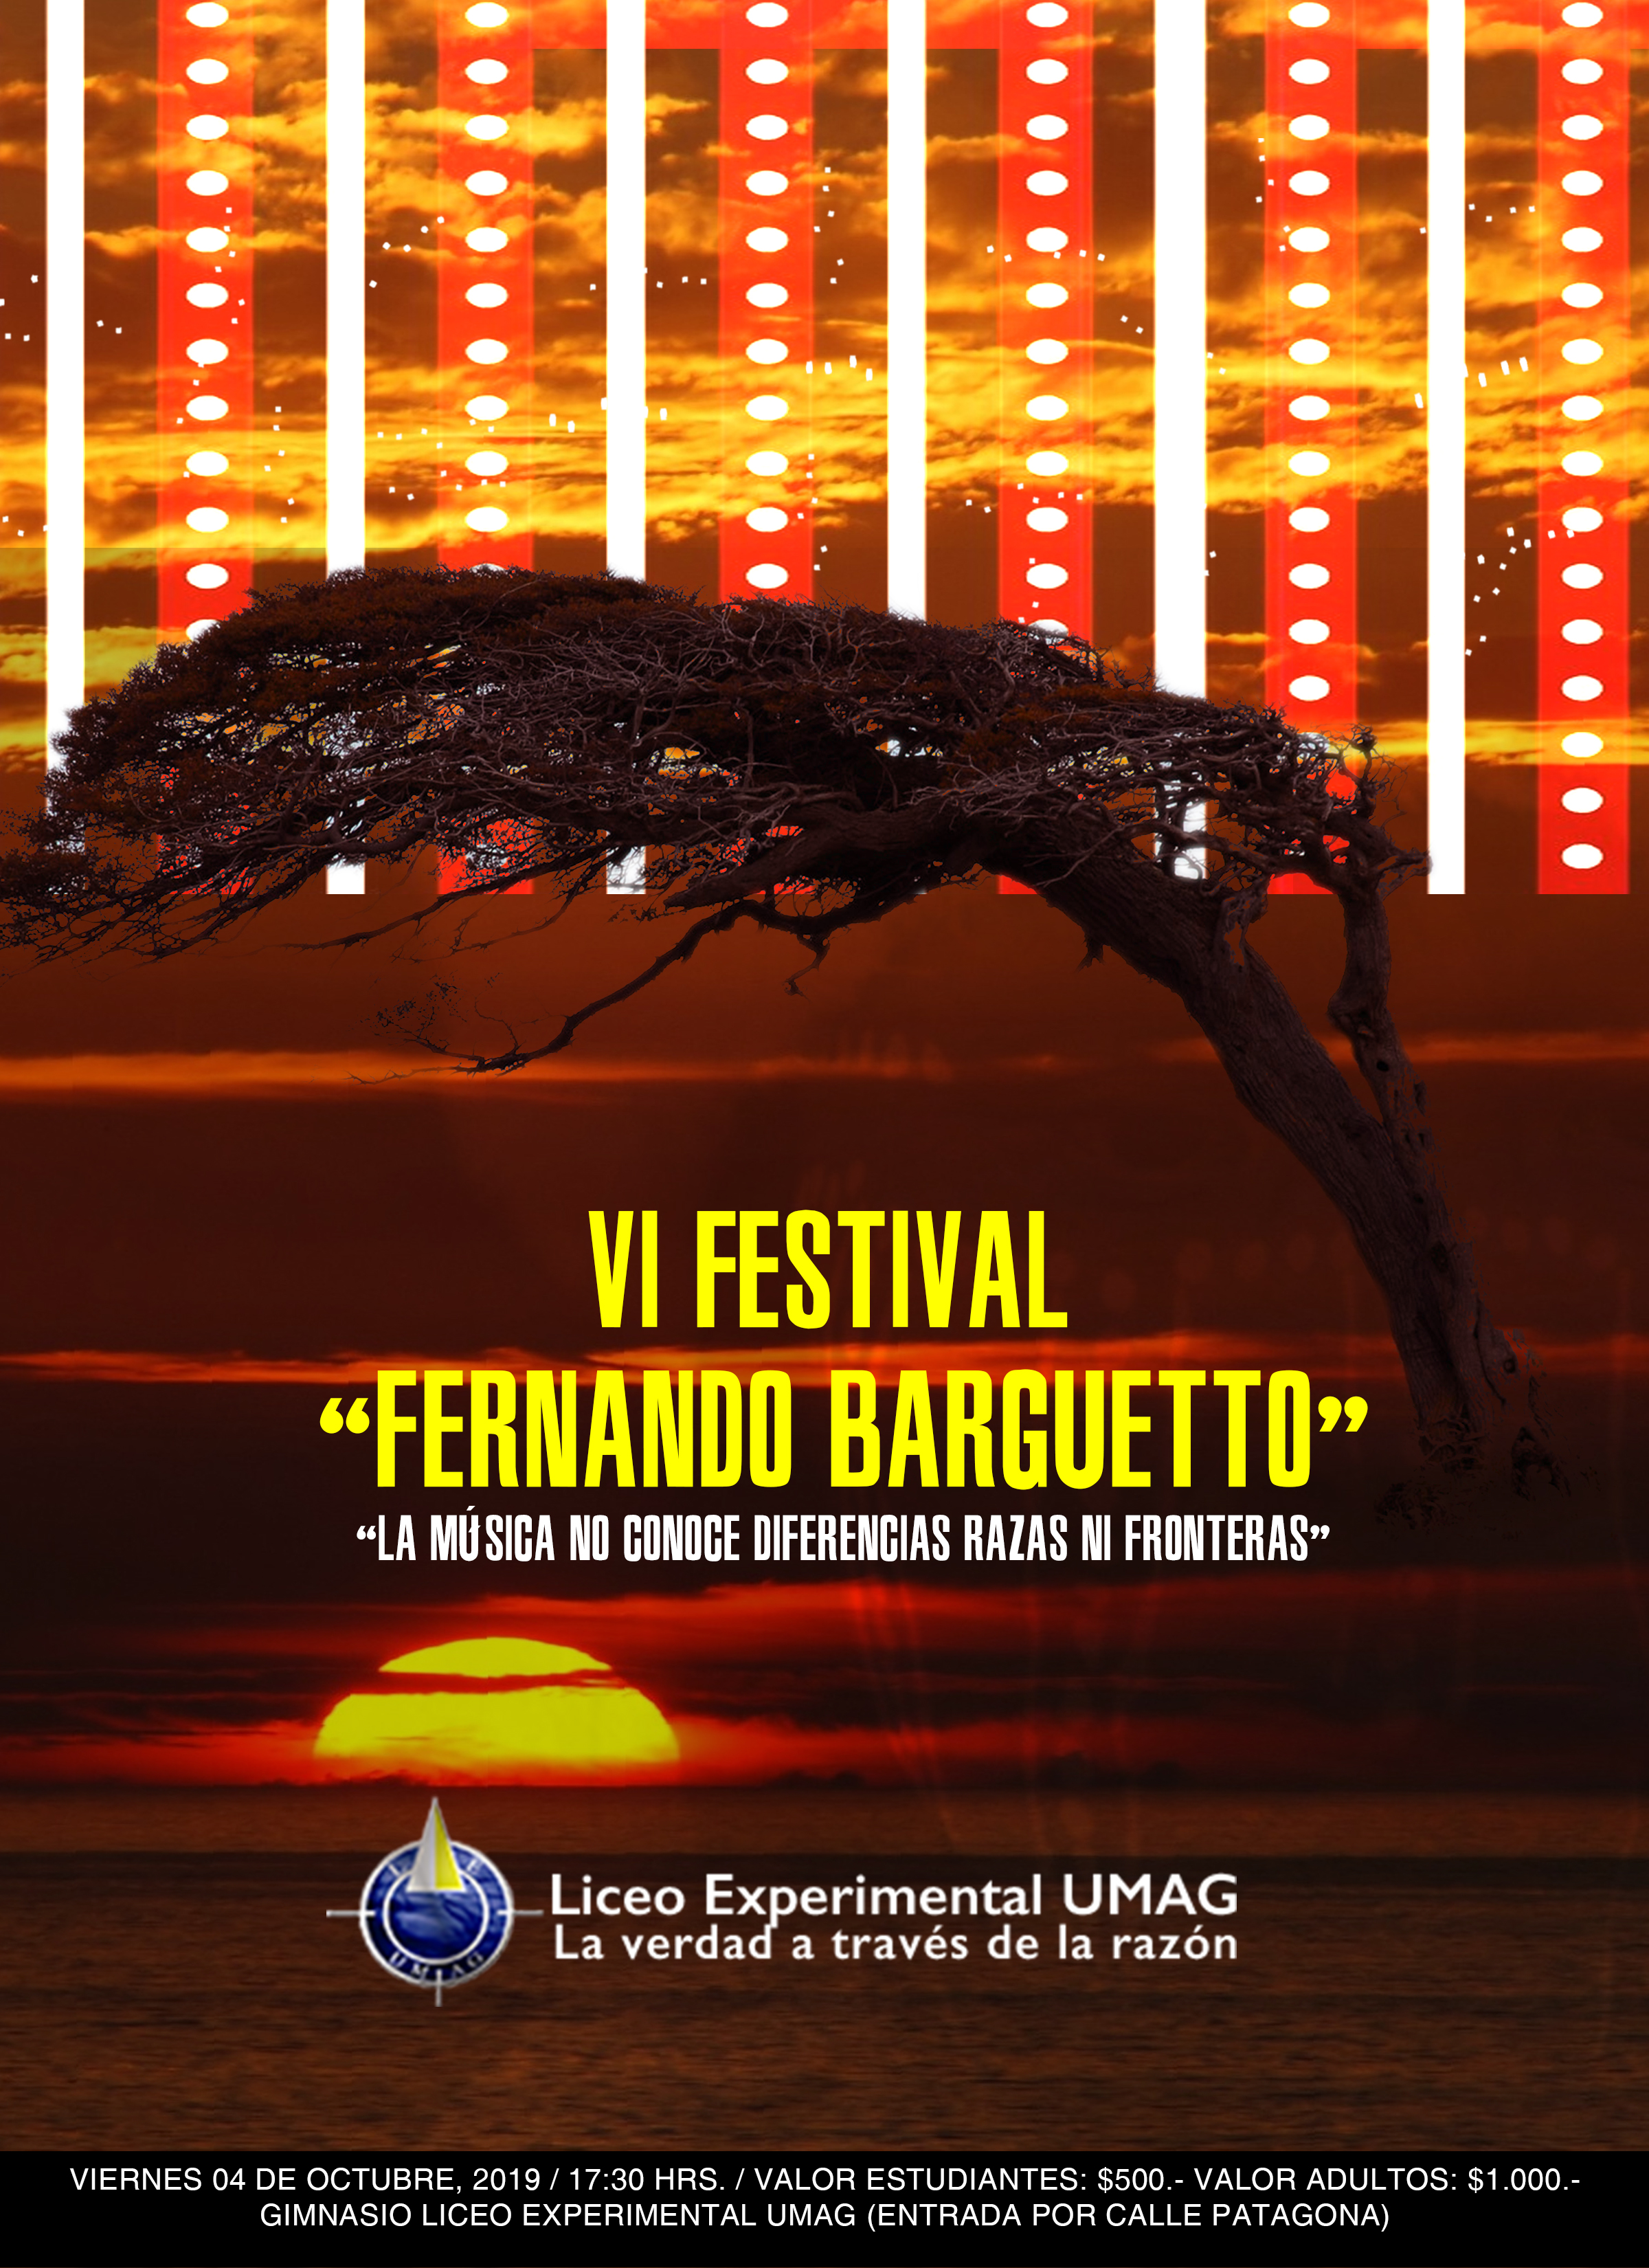 VI FESTIVAL
“FERNANDO BARGUETTO”
“LA MÚSICA NO CONOCE DIFERENCIAS RAZAS NI FRONTERAS”
L E
UMAG
Liceo Experimental UMAG
La verdad a través de la razón
VIERNES 04 DE OCTUBRE, 2019 / 17:30 HRS. / VALOR ESTUDIANTES: $500.- VALOR ADULTOS: $1.000.-
GIMNASIO LICEO EXPERIMENTAL UMAG (ENTRADA POR CALLE PATAGONA)